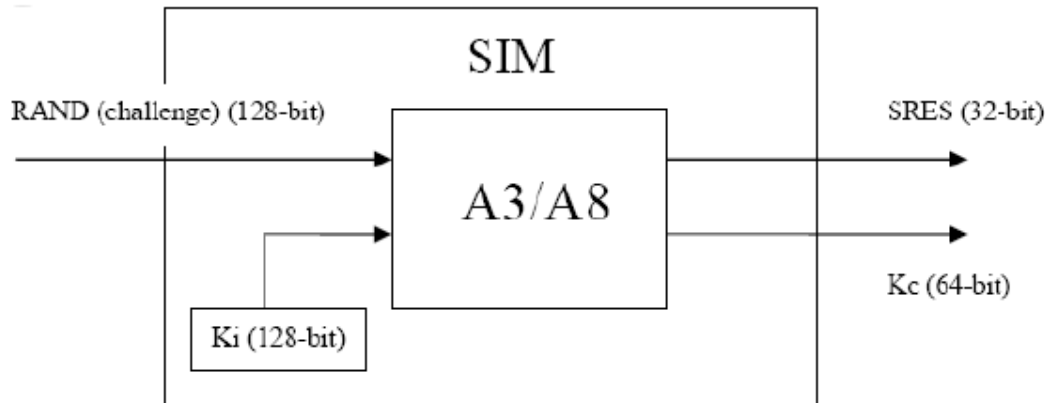 SIM
RAND (challenge) (128-bit)
SRES (32-bit)
A3/A8
Kc (64-bit)
Ki (128-bit)